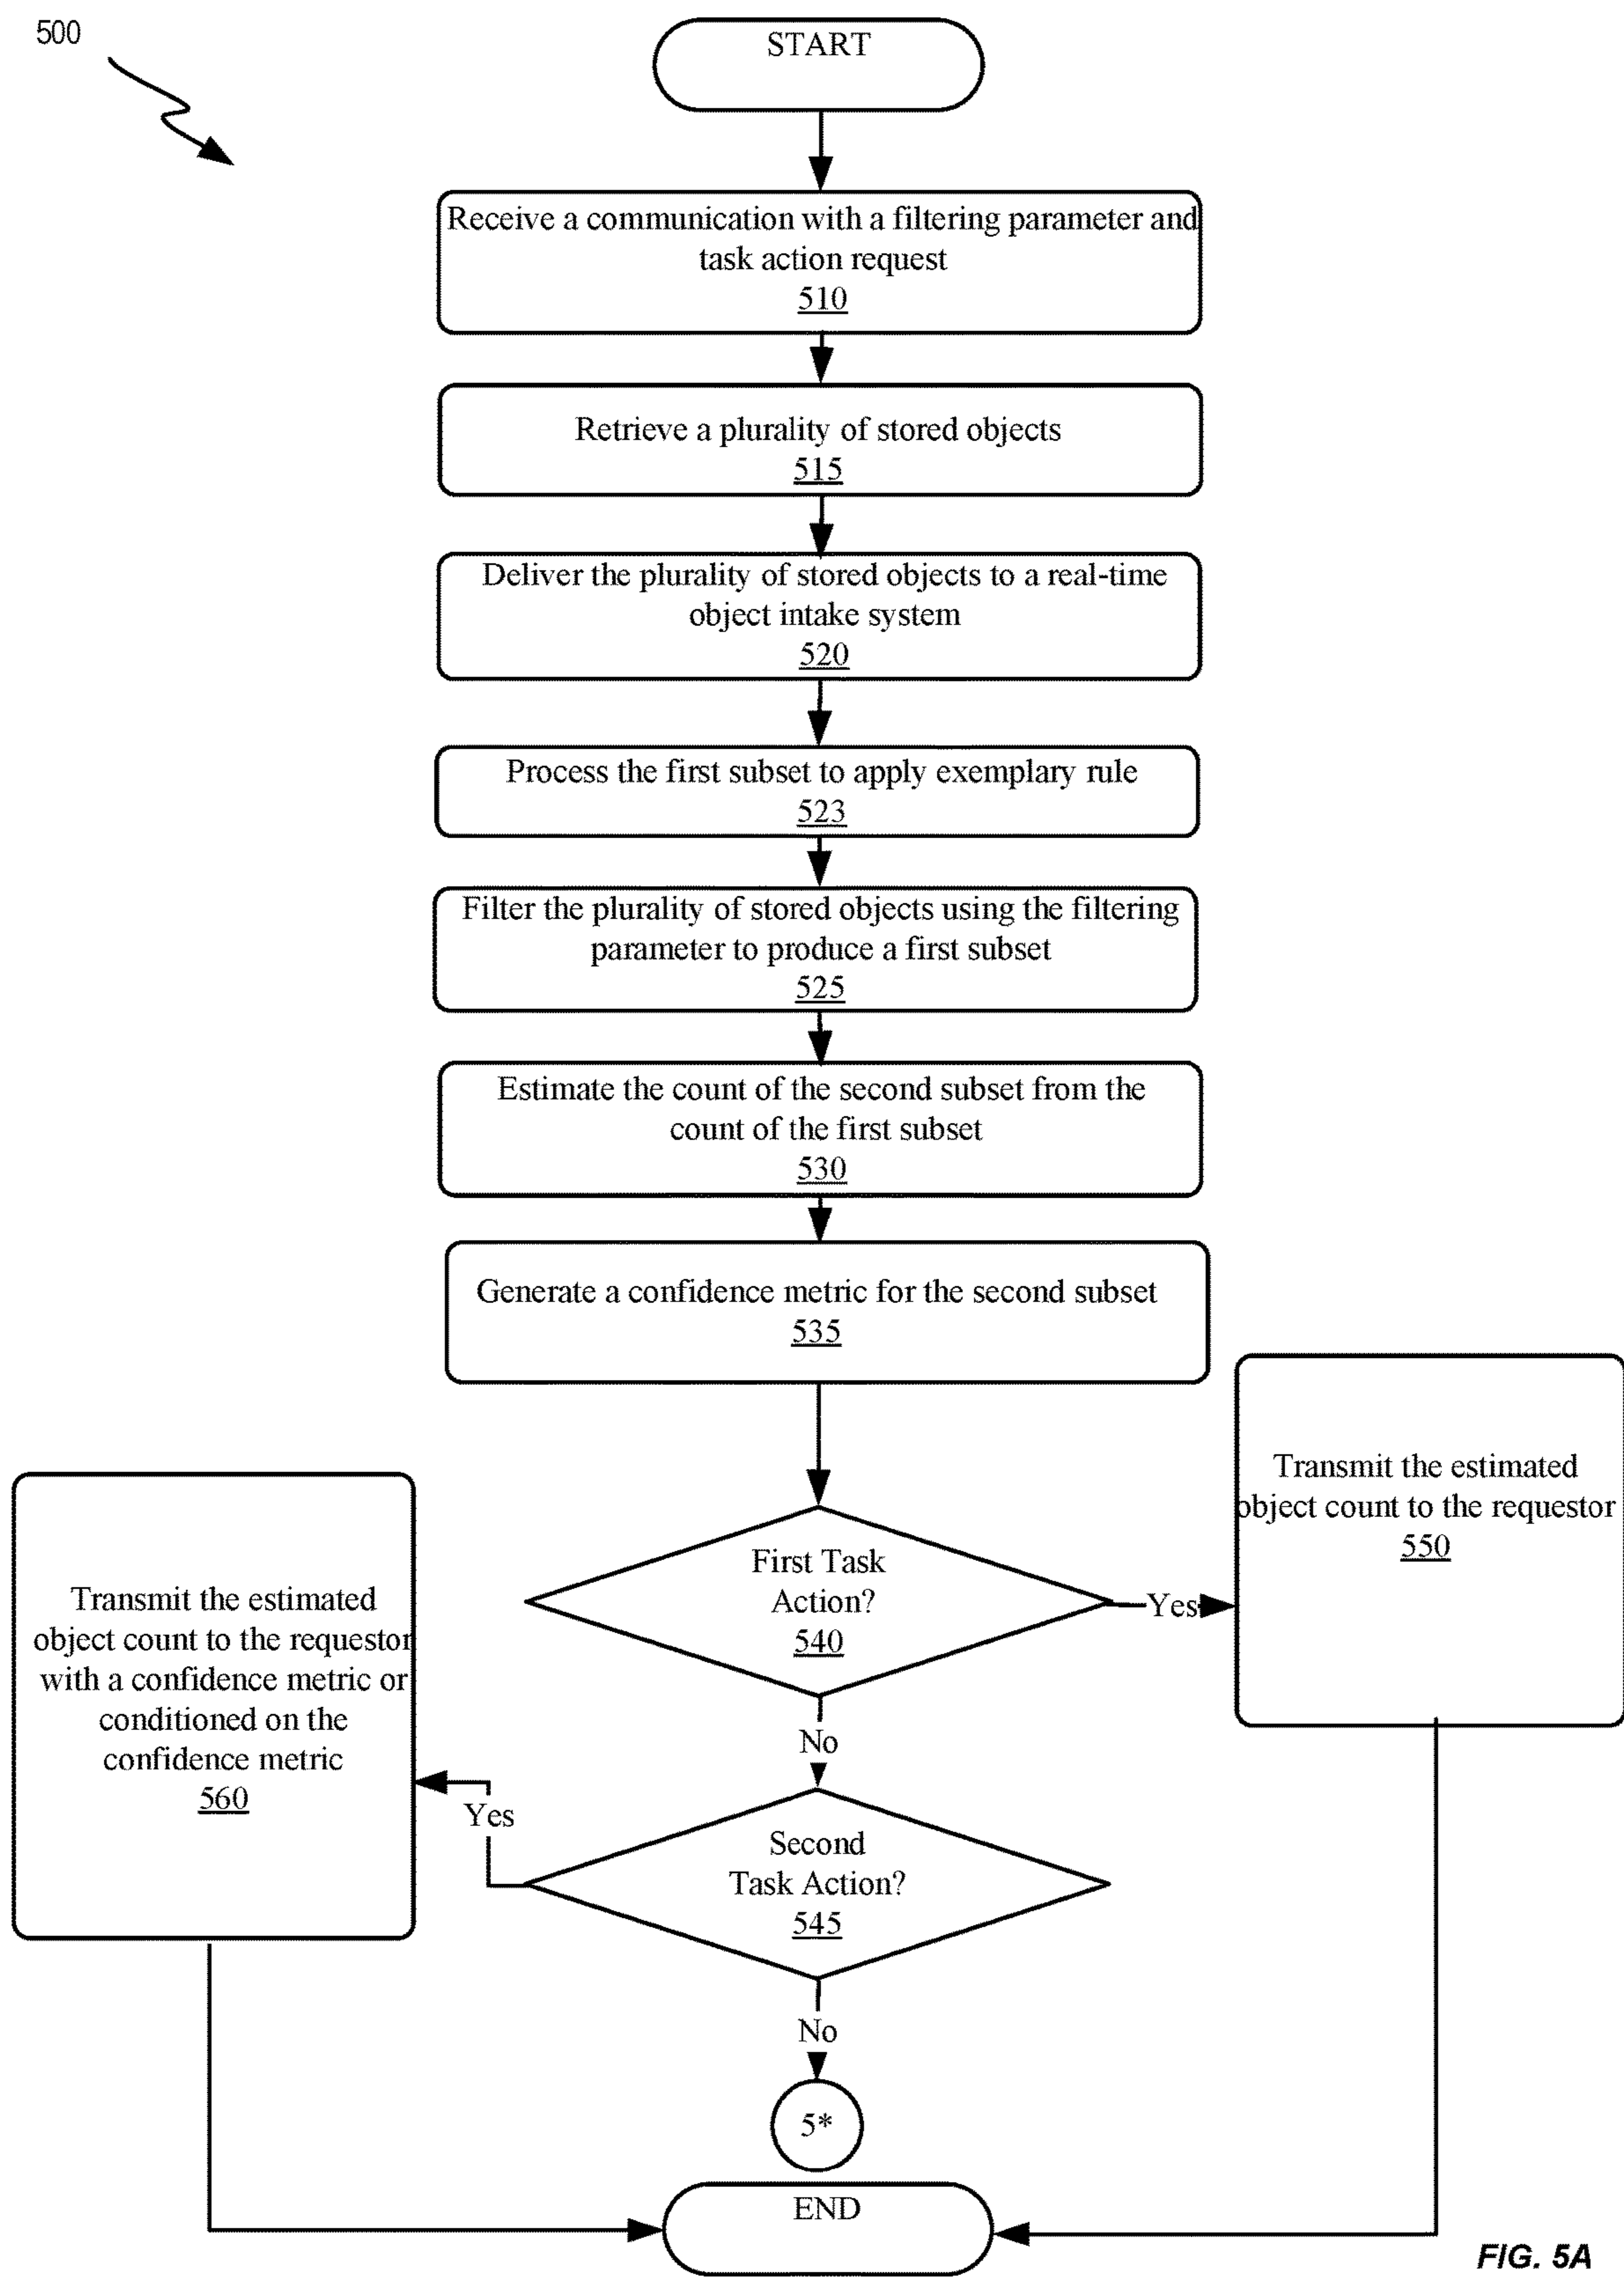 500
START
Receive a communication with a filtering parameter and
task action request
510
Retrieve a plurality of stored objects
515
Deliver the plurality of stored objects to a real-time
object intake system
520
Process the first subset to apply exemplary rule
523
Filter the plurality of stored objects using the filtering
parameter to produce a first subset
525
Estimate the count of the second subset from the
count of the first subset
530
Generate a confidence metric for the second subset
535
First Task
Action?
540
Yes
Transmit the estimated
object count to the requestor
550
No
Second
Task Action?
545
Yes
Transmit the estimated
object count to the requestor
with a confidence metric or
conditioned on the
confidence metric
560
No
5*
END
FIG. 5A